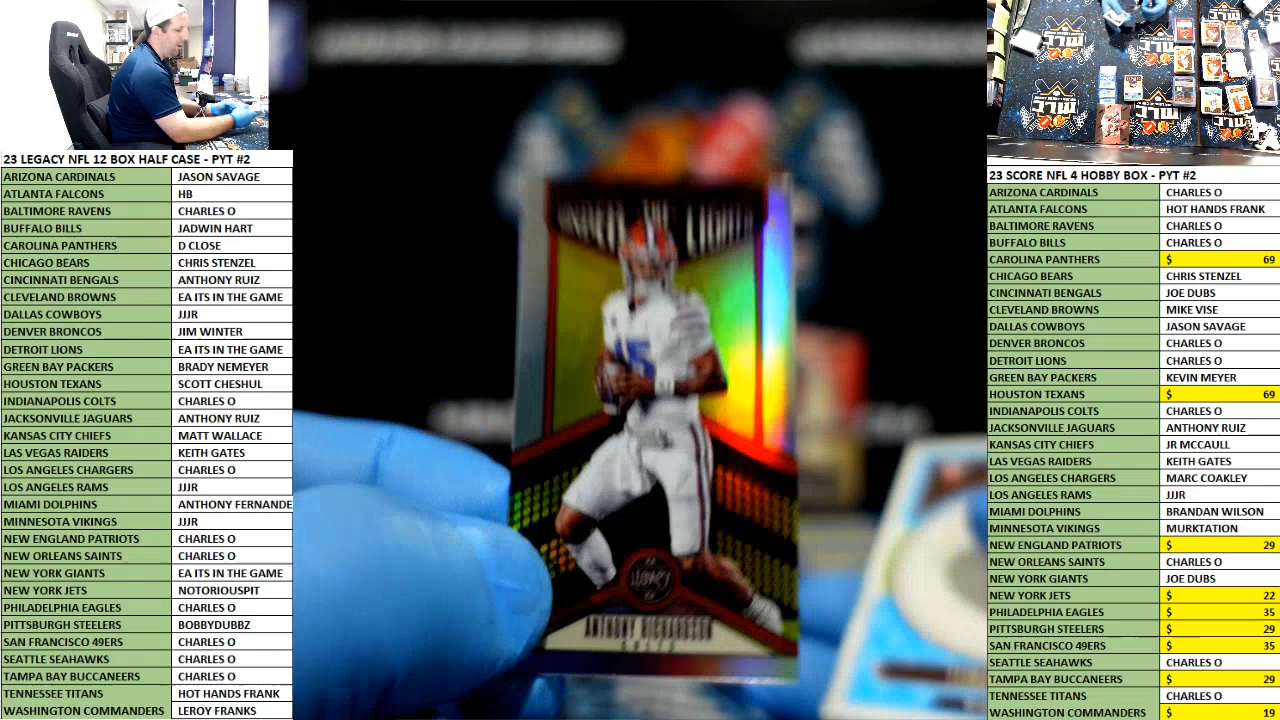 23 LEGACY NFL 12 BOX HALF CASE - PYT #2
ARIZONA CARDINALS JASON SAVAGE
ATLANTA FALCONS HB
BALTIMORE RAVENS CHARLES O
BUFFALO BILLS JADWIN HART
CAROLINA PANTHERS D CLOSE
CHICAGO BEARS CHRIS STENZEL
CINCINNATI BENGALS ANTHONY RUIZ
CLEVELAND BROWNS EA ITS IN THE GAME
DALLAS COWBOYS JJJR
DENVER BRONCOS JIM WINTER
DETROIT LIONS EA ITS IN THE GAME
GREEN BAY PACKERS BRADY NEMEYER
HOUSTON TEXANS SCOTT CHESHUL
INDIANAPOLIS COLTS CHARLES O
JACKSONVILLE JAGUARS ANTHONY RUIZ
KANSAS CITY CHIEFS MATT WALLACE
LAS VEGAS RAIDERS KEITH GATES
LOS ANGELES CHARGERS CHARLES O
LOS ANGELES RAMS JJJR
MIAMI DOLPHINS ANTHONY FERNANDE
MINNESOTA VIKINGS JJJR
NEW ENGLAND PATRIOTS CHARLES O
NEW ORLEANS SAINTS CHARLES O
NEW YORK GIANTS EA ITS IN THE GAME
NEW YORK JETS NOTORIOUSPIT
PHILADELPHIA EAGLES CHARLES O
PITTSBURGH STEELERS BOBBYDUBBZ
SAN FRANCISCO 49ERS CHARLES O
SEATTLE SEAHAWKS CHARLES O
TAMPA BAY BUCCANEERS CHARLES O
TENNESSEE TITANS HOT HANDS FRANK
WASHINGTON COMMANDERS LEROY FRANKS
UNDER THE LIGHTS
LEGACY
ANTHONY RICHARDSON
MLC
MLC
MLC
MLC
23 SCORE NFL 4 HOBBY BOX - PYT #2
ARIZONA CARDINALS CHARLES O
ATLANTA FALCONS HOT HANDS FRANK
BALTIMORE RAVENS CHARLES O
BUFFALO BILLS CHARLES O
CAROLINA PANTHERS $ 69
CHICAGO BEARS CHRIS STENZEL
CINCINNATI BENGALS JOE DUBS
CLEVELAND BROWNS MIKE VISE
DALLAS COWBOYS JASON SAVAGE
DENVER BRONCOS CHARLES O
DETROIT LIONS CHARLES O
GREEN BAY PACKERS KEVIN MEYER
HOUSTON TEXANS $ 69
INDIANAPOLIS COLTS CHARLES O
JACKSONVILLE JAGUARS ANTHONY RUIZ
KANSAS CITY CHIEFS JR MCCAULL
LAS VEGAS RAIDERS KEITH GATES
LOS ANGELES CHARGERS MARC COAKLEY
LOS ANGELES RAMS JJJR
MIAMI DOLPHINS BRANDAN WILSON
MINNESOTA VIKINGS MURKTATION
NEW ENGLAND PATRIOTS $ 29
NEW ORLEANS SAINTS CHARLES O
NEW YORK GIANTS JOE DUBS
NEW YORK JETS $ 22
PHILADELPHIA EAGLES $ 35
PITTSBURGH STEELERS $ 29
SAN FRANCISCO 49ERS $ 35
SEATTLE SEAHAWKS CHARLES O
TAMPA BAY BUCCANEERS $ 29
TENNESSEE TITANS CHARLES O
WASHINGTON COMMANDERS $ 19